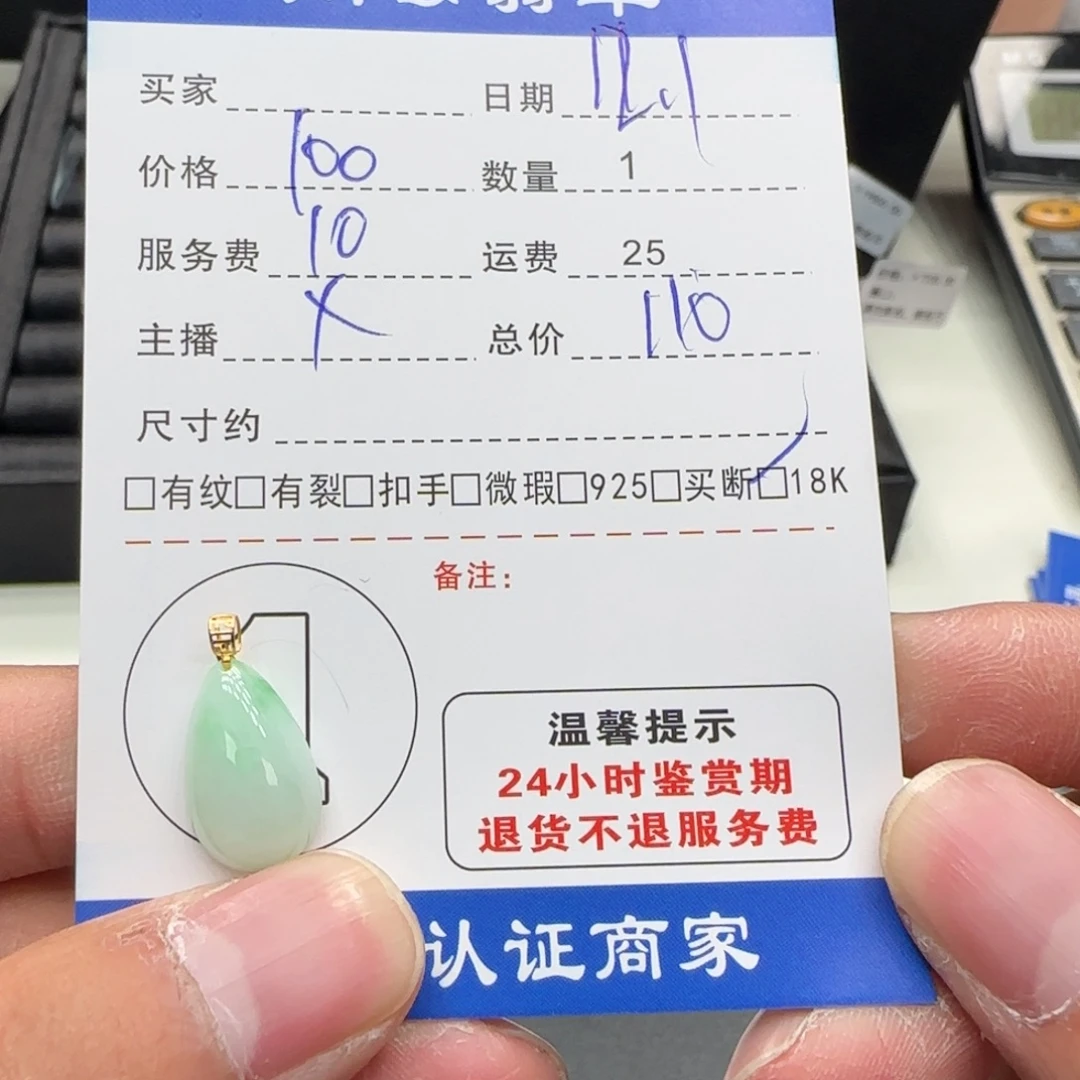 买家 日期 12.1
价格 100 数量 1
服务费 10 运费 25
主播 X 总价 110
尺寸约
□有纹□有裂□扣手□微瑕□925□买断□18K
备注：
温馨提示
24小时鉴赏期
退货不退服务费
认证商家